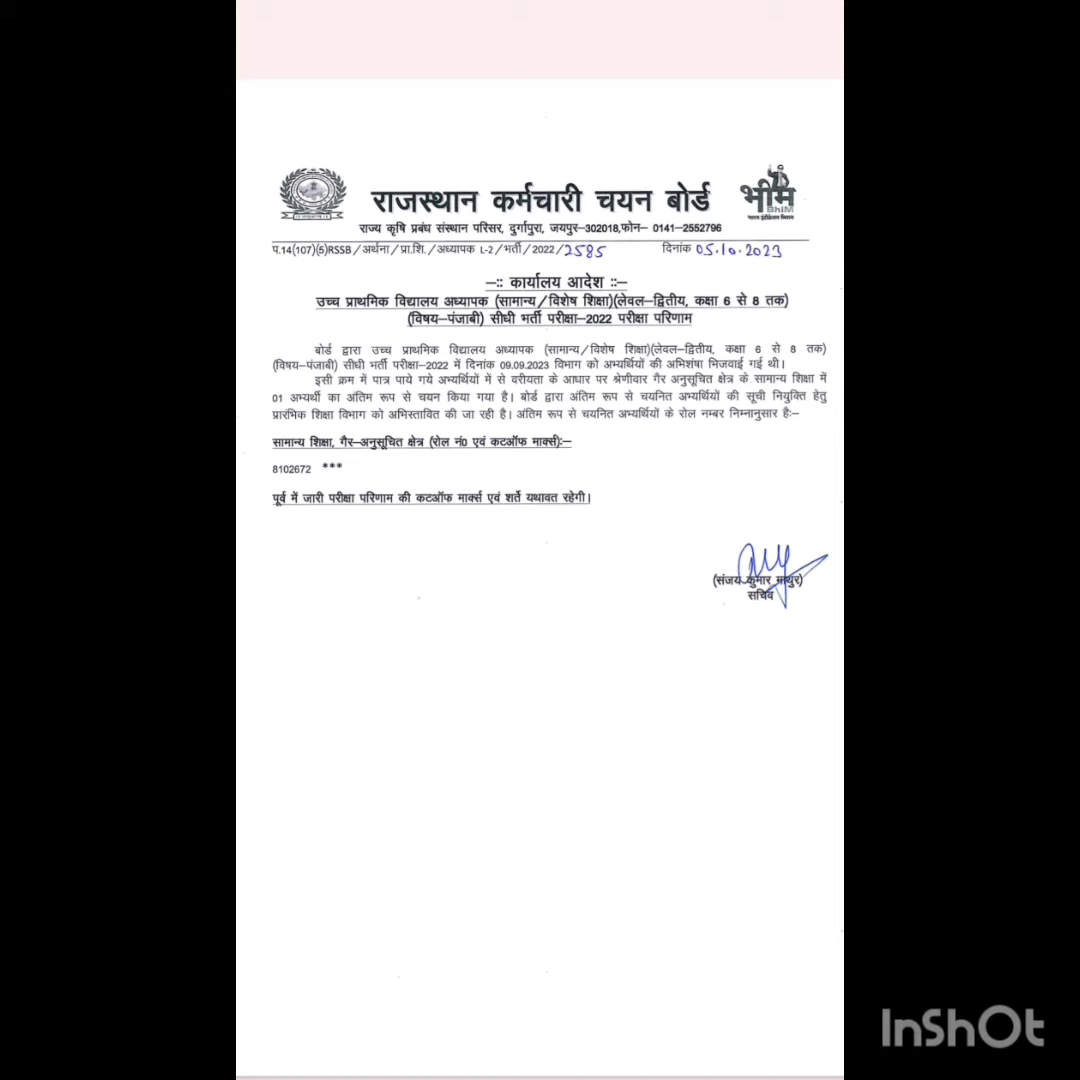 राजस्थान कर्मचारी चयन बोर्ड
भीम
BHIM
राज्य कृषि प्रबंध संस्थान परिसर, दुर्गापुरा, जयपुर–302018,फोन– 0141–2552796
प.14(107)(5)RSSB/अर्थना/प्रा.शि./अध्यापक L-2/भर्ती/2022/2585 दिनांक 05.10.2023
–:: कार्यालय आदेश ::–
उच्च प्राथमिक विद्यालय अध्यापक (सामान्य/विशेष शिक्षा)(लेवल–द्वितीय, कक्षा 6 से 8 तक)
(विषय–पंजाबी) सीधी भर्ती परीक्षा–2022 परीक्षा परिणाम
बोर्ड द्वारा उच्च प्राथमिक विद्यालय अध्यापक (सामान्य/विशेष शिक्षा)(लेवल–द्वितीय, कक्षा 6 से 8 तक)
(विषय–पंजाबी) सीधी भर्ती परीक्षा–2022 में दिनांक 09.09.2023 विभाग को अभ्यर्थियों की अभिशंषा भिजवाई गई थी।
इसी क्रम में पात्र पाये गये अभ्यर्थियों में से वरीयता के आधार पर श्रेणीवार गैर अनुसूचित क्षेत्र के सामान्य शिक्षा में
01 अभ्यर्थी का अंतिम रूप से चयन किया गया है। बोर्ड द्वारा अंतिम रूप से चयनित अभ्यर्थियों की सूची नियुक्ति हेतु
प्रारंभिक शिक्षा विभाग को अभिस्तावित की जा रही है। अंतिम रूप से चयनित अभ्यर्थियों के रोल नम्बर निम्नानुसार है:–
सामान्य शिक्षा, गैर–अनुसूचित क्षेत्र (रोल नं0 एवं कटऑफ मार्क्स):–
8102672 ***
पूर्व में जारी परीक्षा परिणाम की कटऑफ मार्क्स एवं शर्ते यथावत रहेगी।
(संजय कुमार माथुर)
सचिव
InShOt